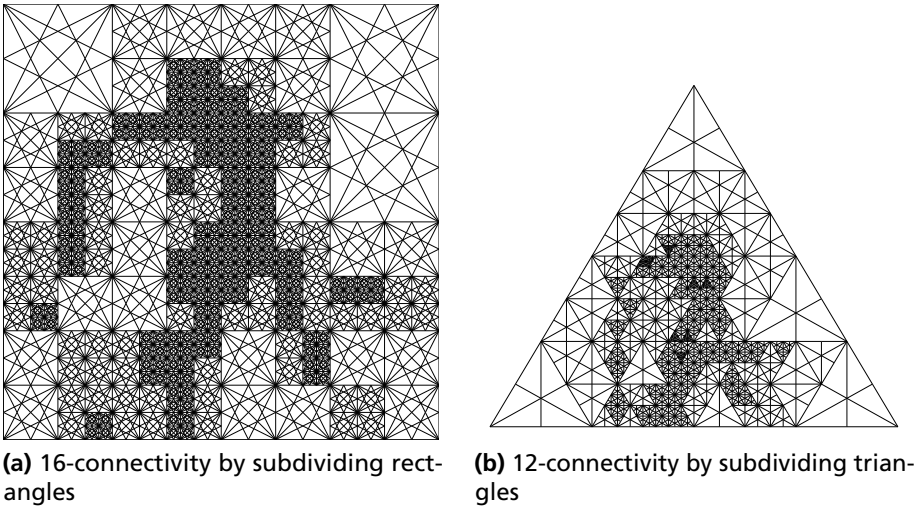 (a) 16-connectivity by subdividing rect-
angles
(b) 12-connectivity by subdividing trian-
gles